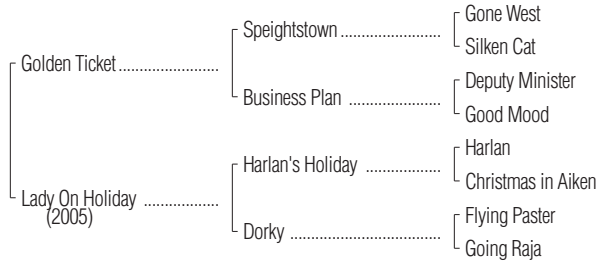 Gone West
Speightstown ........................
Silken Cat
Golden Ticket ........................
Deputy Minister
Business Plan ......................
Good Mood
Harlan
Harlan's Holiday ..................
Christmas in Aiken
Lady On Holiday ..................
(2005)
Flying Paster
Dorky ....................................
Going Raja